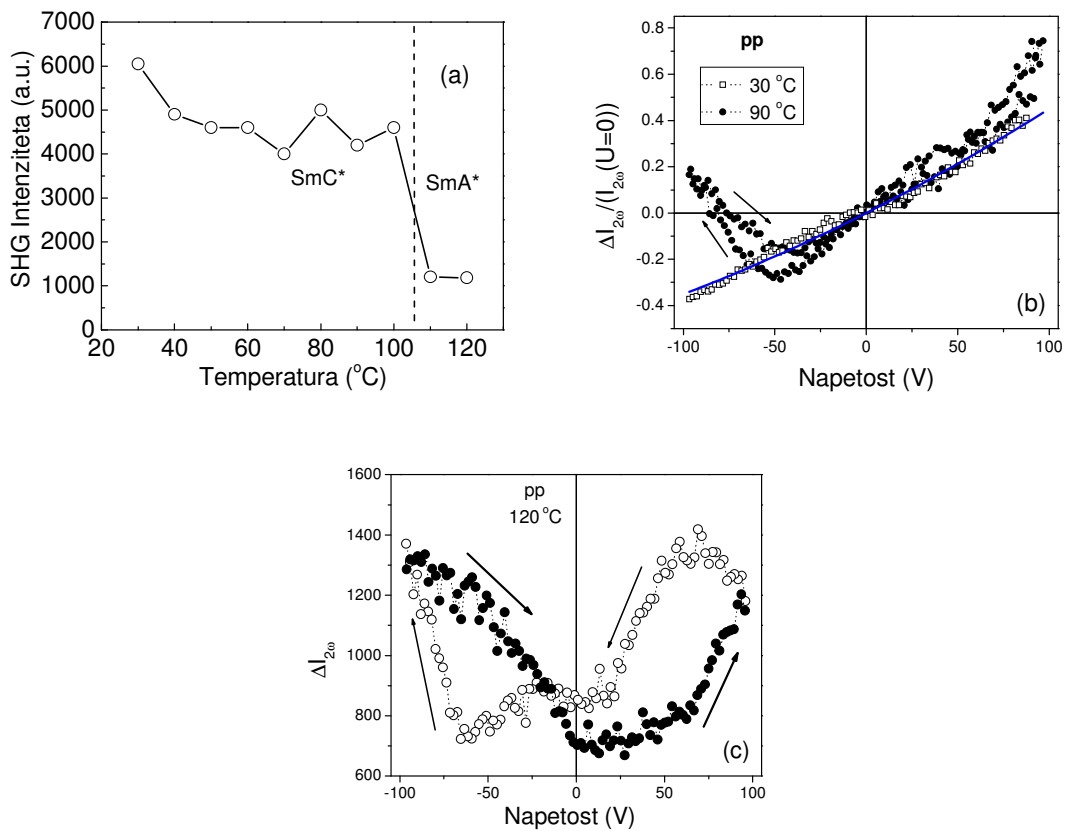 7000
6000
5000
4000
3000
2000
1000
0
20
40
60
80
100
120
SHG Intenziteta (a.u.)
Temperatura (°C)
(a)
SmC*
SmA*
0.8
0.6
0.4
0.2
0.0
-0.2
-0.4
-100
-50
0
50
100
ΔI2ω/(I2ω(U=0)
Napetost (V)
pp
30 °C
90 °C
(b)
1600
1400
1200
1000
800
600
-100
-50
0
50
100
ΔI2ω
Napetost (V)
pp
120 °C
(c)